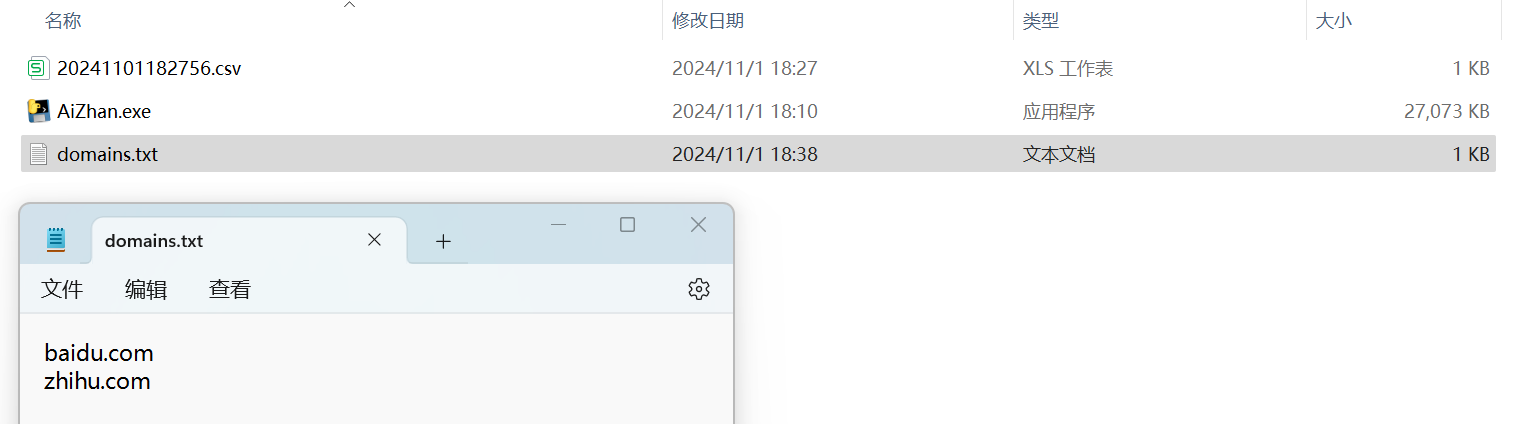 名称 修改日期 类型 大小
20241101182756.csv 2024/11/1 18:27 XLS 工作表 1 KB
AiZhan.exe 2024/11/1 18:10 应用程序 27,073 KB
domains.txt 2024/11/1 18:38 文本文档 1 KB
domains.txt
文件 编辑 查看
baidu.com
zhihu.com